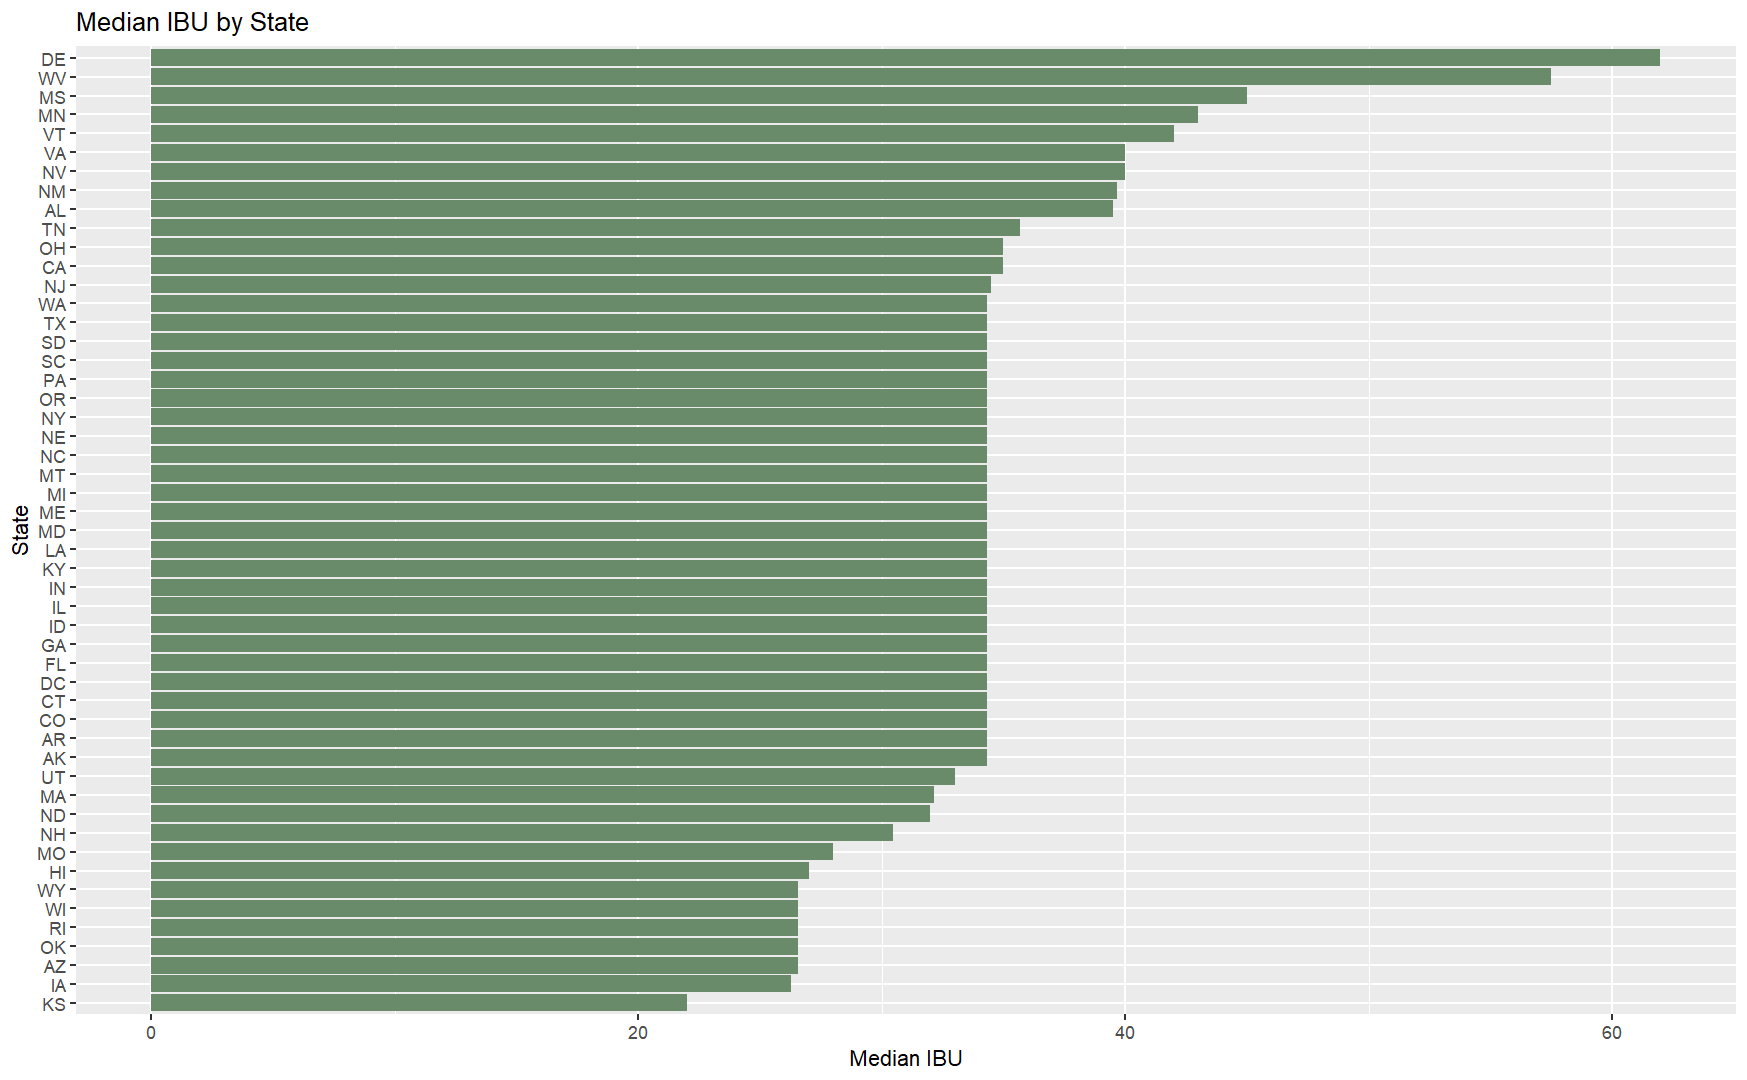 Median IBU by State
DE
WV
MS
MN
VT
VA
NV
NM
AL
TN
OH
CA
NJ
WA
TX
SD
SC
PA
OR
NY
NE
NC
MT
MI
ME
MD
LA
KY
IN
IL
ID
GA
FL
DC
CT
CO
AR
AK
UT
MA
ND
NH
MO
HI
WY
WI
RI
OK
AZ
IA
KS
State
0 20 40 60
Median IBU